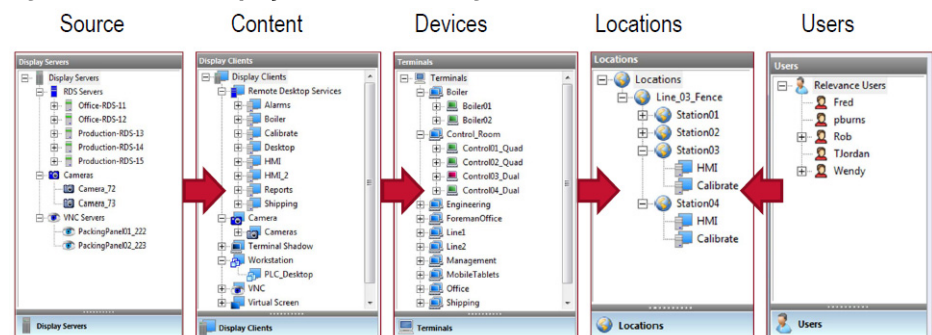 Source
Content
Devices
Locations
Users
Display Servers
Display Servers
RDS Servers
Office-RDS-11
Office-RDS-12
Production-RDS-13
Production-RDS-14
Production-RDS-15
Cameras
Camera_72
Camera_73
VNC Servers
PackingPanel01_222
PackingPanel02_223
Display Servers
Display Clients
Display Clients
Remote Desktop Services
Alarms
Boiler
Calibrate
Desktop
HMI
HMI_2
Reports
Shipping
Camera
Cameras
Terminal Shadow
Workstation
PLC_Desktop
VNC
Virtual Screen
Display Clients
Terminals
Terminals
Boiler
Boiler01
Boiler02
Control_Room
Control01_Quad
Control02_Quad
Control03_Dual
Control04_Dual
Engineering
ForemanOffice
Line1
Line2
Management
MobileTablets
Office
Shipping
Terminals
Locations
Locations
Line_03_Fence
Station01
Station02
Station03
HMI
Calibrate
Station04
HMI
Calibrate
Locations
Users
Relevance Users
Fred
pburns
Rob
TJordan
Wendy
Users